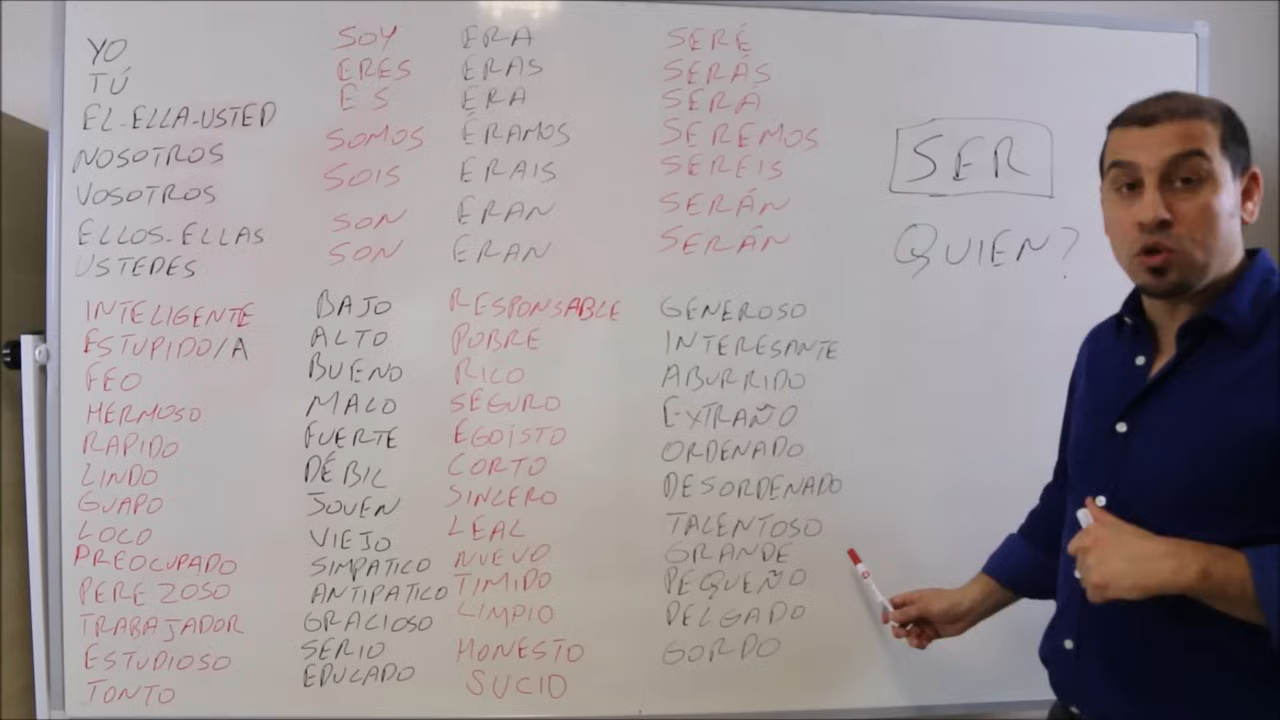 YO SOY ERA SERÉ
TÚ ERES ERAS SERÁS
EL-ELLA-USTED ES ERA SERÁ
NOSOTROS SOMOS ÉRAMOS SEREMOS
VOSOTROS SOIS ERAIS SEREIS
ELLOS-ELLAS SON ERAN SERÁN
USTEDES SON ERAN SERÁN
SER
QUIEN?
INTELIGENTE BAJO RESPONSABLE GENEROSO
ESTUPIDO/A ALTO POBRE INTERESANTE
FEO BUENO RICO ABURRIDO
HERMOSO MALO SEGURO EXTRAÑO
RAPIDO FUERTE EGOISTO ORDENADO
LINDO DÉBIL CORTO DESORDENADO
GUAPO JOVEN SINCERO TALENTOSO
LOCO VIEJO LEAL GRANDE
PREOCUPADO SIMPATICO NUEVO PEQUEÑO
PEREZOSO ANTIPATICO TIMIDO DELGADO
TRABAJADOR GRACIOSO LIMPIO GORDO
ESTUDIOSO SERIO HONESTO
TONTO EDUCADO SUCIO